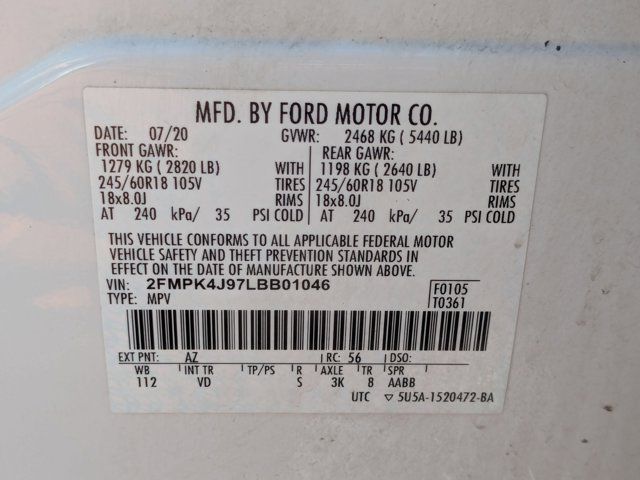 MFD. BY FORD MOTOR CO.
DATE: 07/20 GVWR: 2468 KG ( 5440 LB)
FRONT GAWR: REAR GAWR:
1279 KG ( 2820 LB) WITH 1198 KG ( 2640 LB) WITH
245/60R18 105V TIRES 245/60R18 105V TIRES
18x8.0J RIMS 18x8.0J RIMS
AT 240 kPa/ 35 PSI COLD AT 240 kPa/ 35 PSI COLD
THIS VEHICLE CONFORMS TO ALL APPLICABLE FEDERAL MOTOR
VEHICLE SAFETY AND THEFT PREVENTION STANDARDS IN
EFFECT ON THE DATE OF MANUFACTURE SHOWN ABOVE.
VIN: 2FMPK4J97LBB01046 F0105
TYPE: MPV T0361
EXT PNT: AZ RC: 56 DSO:
WB INT TR TP/PS R AXLE TR SPR
112 VD S 3K 8 AABB
UTC ▽ 5U5A-1520472-BA